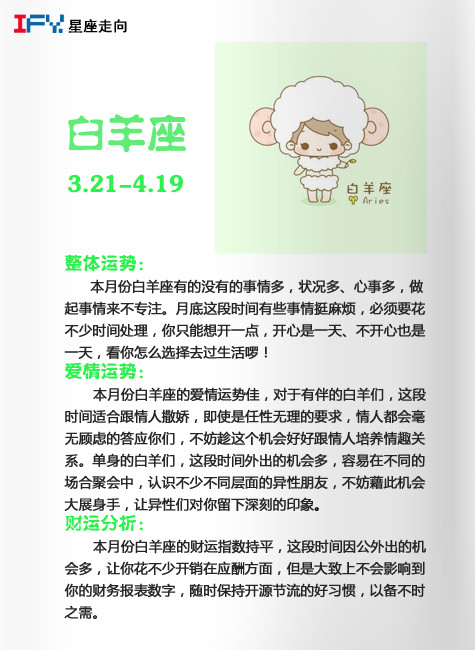 IFY. 星座走向
白羊座
3.21-4.19
白羊座
Aries
整体运势：
本月份白羊座有的没有的事情多，状况多、心事多，做
起事情来不专注。月底这段时间有些事情挺麻烦，必须要花
不少时间处理，你只能想开一点，开心是一天、不开心也是
一天，看你怎么选择去过生活啰！
爱情运势：
本月份白羊座的爱情运势佳，对于有伴的白羊们，这段
时间适合跟情人撒娇，即使是任性无理的要求，情人都会毫
无顾虑的答应你们，不妨趁这个机会好好跟情人培养情趣关
系。单身的白羊们，这段时间外出的机会多，容易在不同的
场合聚会中，认识不少不同层面的异性朋友，不妨藉此机会
大展身手，让异性们对你留下深刻的印象。
财运分析：
本月份白羊座的财运指数持平，这段时间因公外出的机
会多，让你花不少开销在应酬方面，但是大致上不会影响到
你的财务报表数字，随时保持开源节流的好习惯，以备不时
之需。